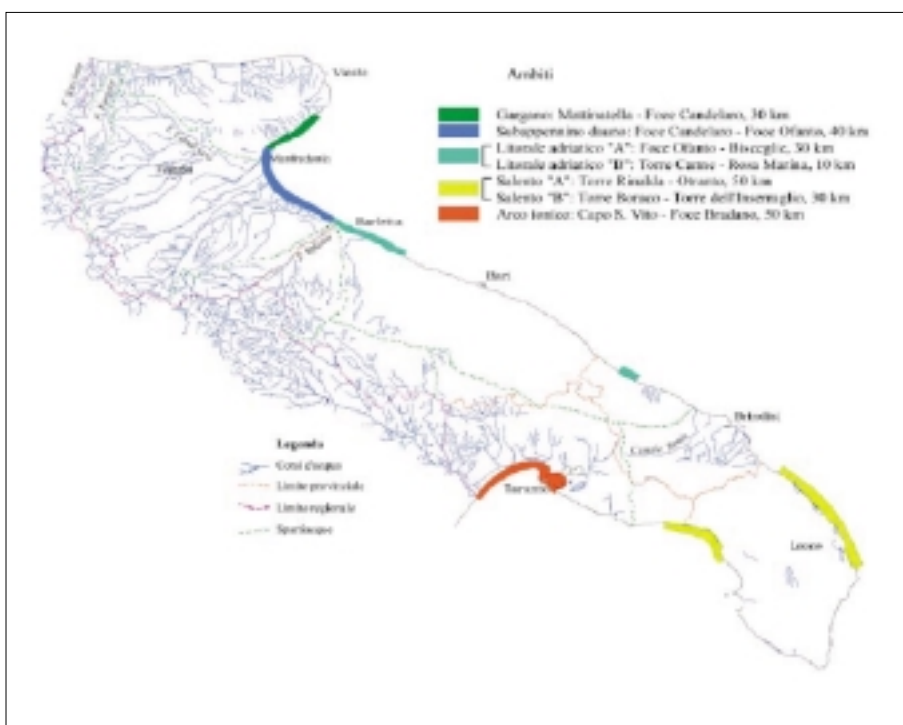 Vieste
Ambiti
Gargano: Mattinatella - Foce Candelaro, 30 km
Subappennino dauno: Foce Candelaro - Foce Ofanto, 40 km
Litorale adriatico "A": Foce Ofanto - Bisceglie, 30 km
Litorale adriatico "B": Torre Canne - Rosa Marina, 10 km
Salento "A": Torre Rinalda - Otranto, 50 km
Salento "B": Torre Boraco - Torre dell'Inserraglio, 30 km
Arco ionico: Capo S. Vito - Foce Bradano, 50 km
Manfredonia
Foggia
Barletta
Bari
Brindisi
Legenda
Corsi d'acqua
Limite provinciale
Limite regionale
Spartiacque
Taranto
Lecce